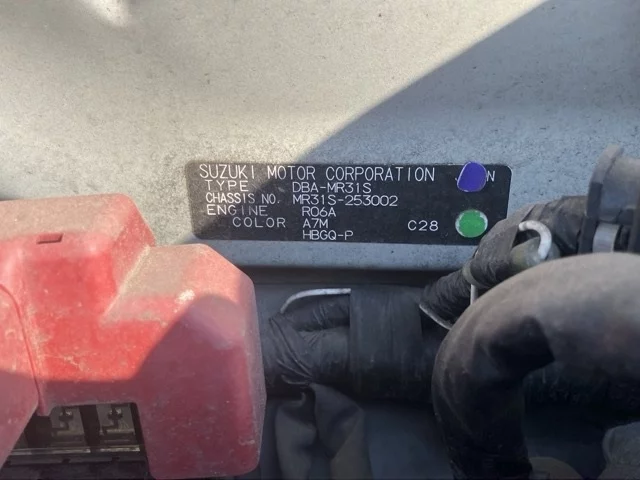 SUZUKI MOTOR CORPORATION
TYPE DBA-MR31S
CHASSIS NO. MR31S-253002
ENGINE R06A
COLOR A7M C28
HBGQ-P